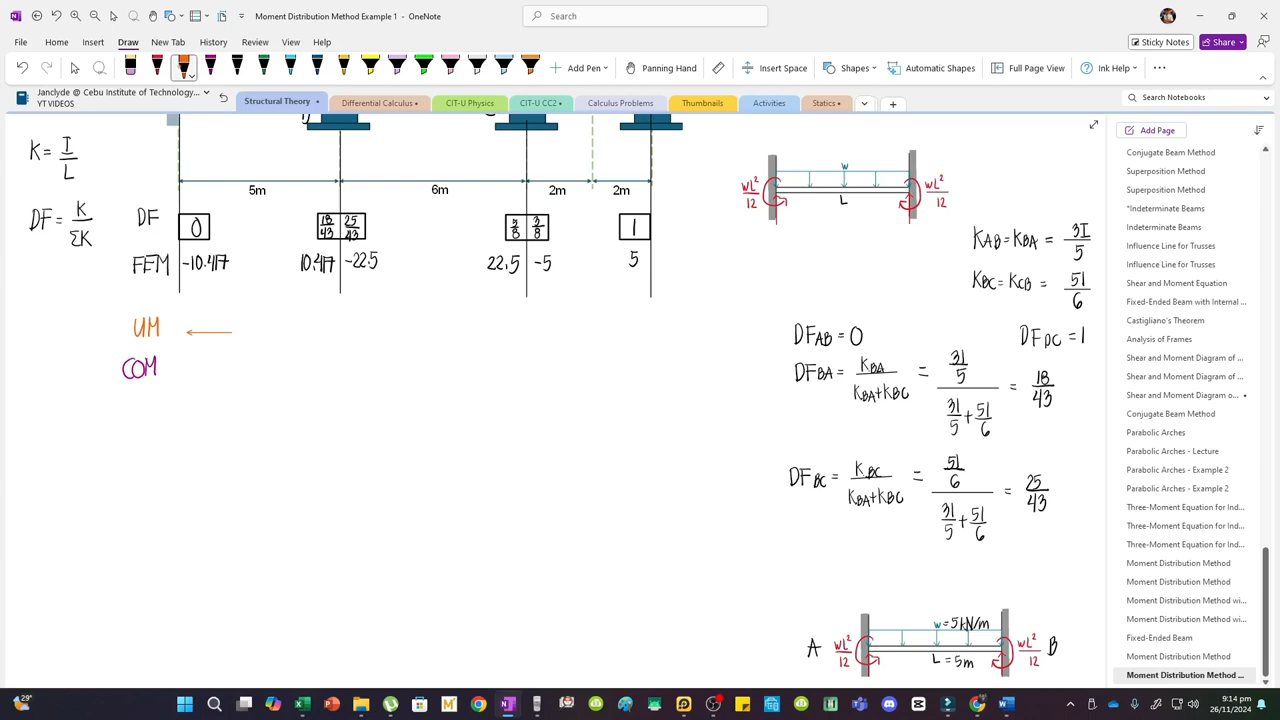 Moment Distribution Method Example 1 - OneNote
Search
File Home Insert Draw New Tab History Review View Help
Sticky Notes
Share
Add Pen
Panning Hand
Insert Space
Shapes
Automatic Shapes
Full Page View
Ink Help
Janclyde @ Cebu Institute of Technology...
YT VIDEOS
Structural Theory
Differential Calculus
CIT-U Physics
CIT-U CC2
Calculus Problems
Thumbnails
Activities
Statics
Search Notebooks
Add Page
Conjugate Beam Method
Superposition Method
Superposition Method
*Indeterminate Beams
Indeterminate Beams
Influence Line for Trusses
Influence Line for Trusses
Shear and Moment Equation
Fixed-Ended Beam with Internal ...
Castigliano's Theorem
Analysis of Frames
Shear and Moment Diagram of ...
Shear and Moment Diagram of ...
Shear and Moment Diagram o...
Conjugate Beam Method
Parabolic Arches
Parabolic Arches - Lecture
Parabolic Arches - Example 2
Parabolic Arches - Example 2
Three-Moment Equation for Ind...
Three-Moment Equation for Ind...
Three-Moment Equation for Ind...
Moment Distribution Method
Moment Distribution Method
Moment Distribution Method wi...
Moment Distribution Method wi...
Fixed-Ended Beam
Moment Distribution Method
Moment Distribution Method ...
K = I/L
DF = K/ΣK
5m 6m 2m 2m
DF 0 18/43 25/43 5/8 3/8 1
FEM -10.417 10.417 -22.5 22.5 -5 5
UM ←
COM
w
wL²/12 wL²/12
L
KAB = KBA = 3I/5
KBC = KCB = 5I/6
DFAB = 0 DFDC = 1
DFBA = KBA/(KBA+KBC) = (3I/5)/(3I/5 + 5I/6) = 18/43
DFBC = KBC/(KBA+KBC) = (5I/6)/(3I/5 + 5I/6) = 25/43
w = 5kN/m
A wL²/12 wL²/12 B
L = 5m
29°
9:14 pm
26/11/2024